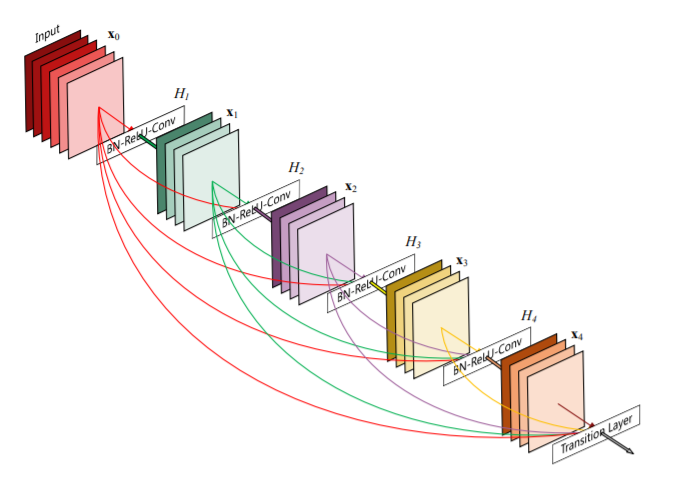 Input
x0
H1
BN-ReLU-Conv
x1
H2
BN-ReLU-Conv
x2
H3
BN-ReLU-Conv
x3
H4
BN-ReLU-Conv
x4
Transition Layer